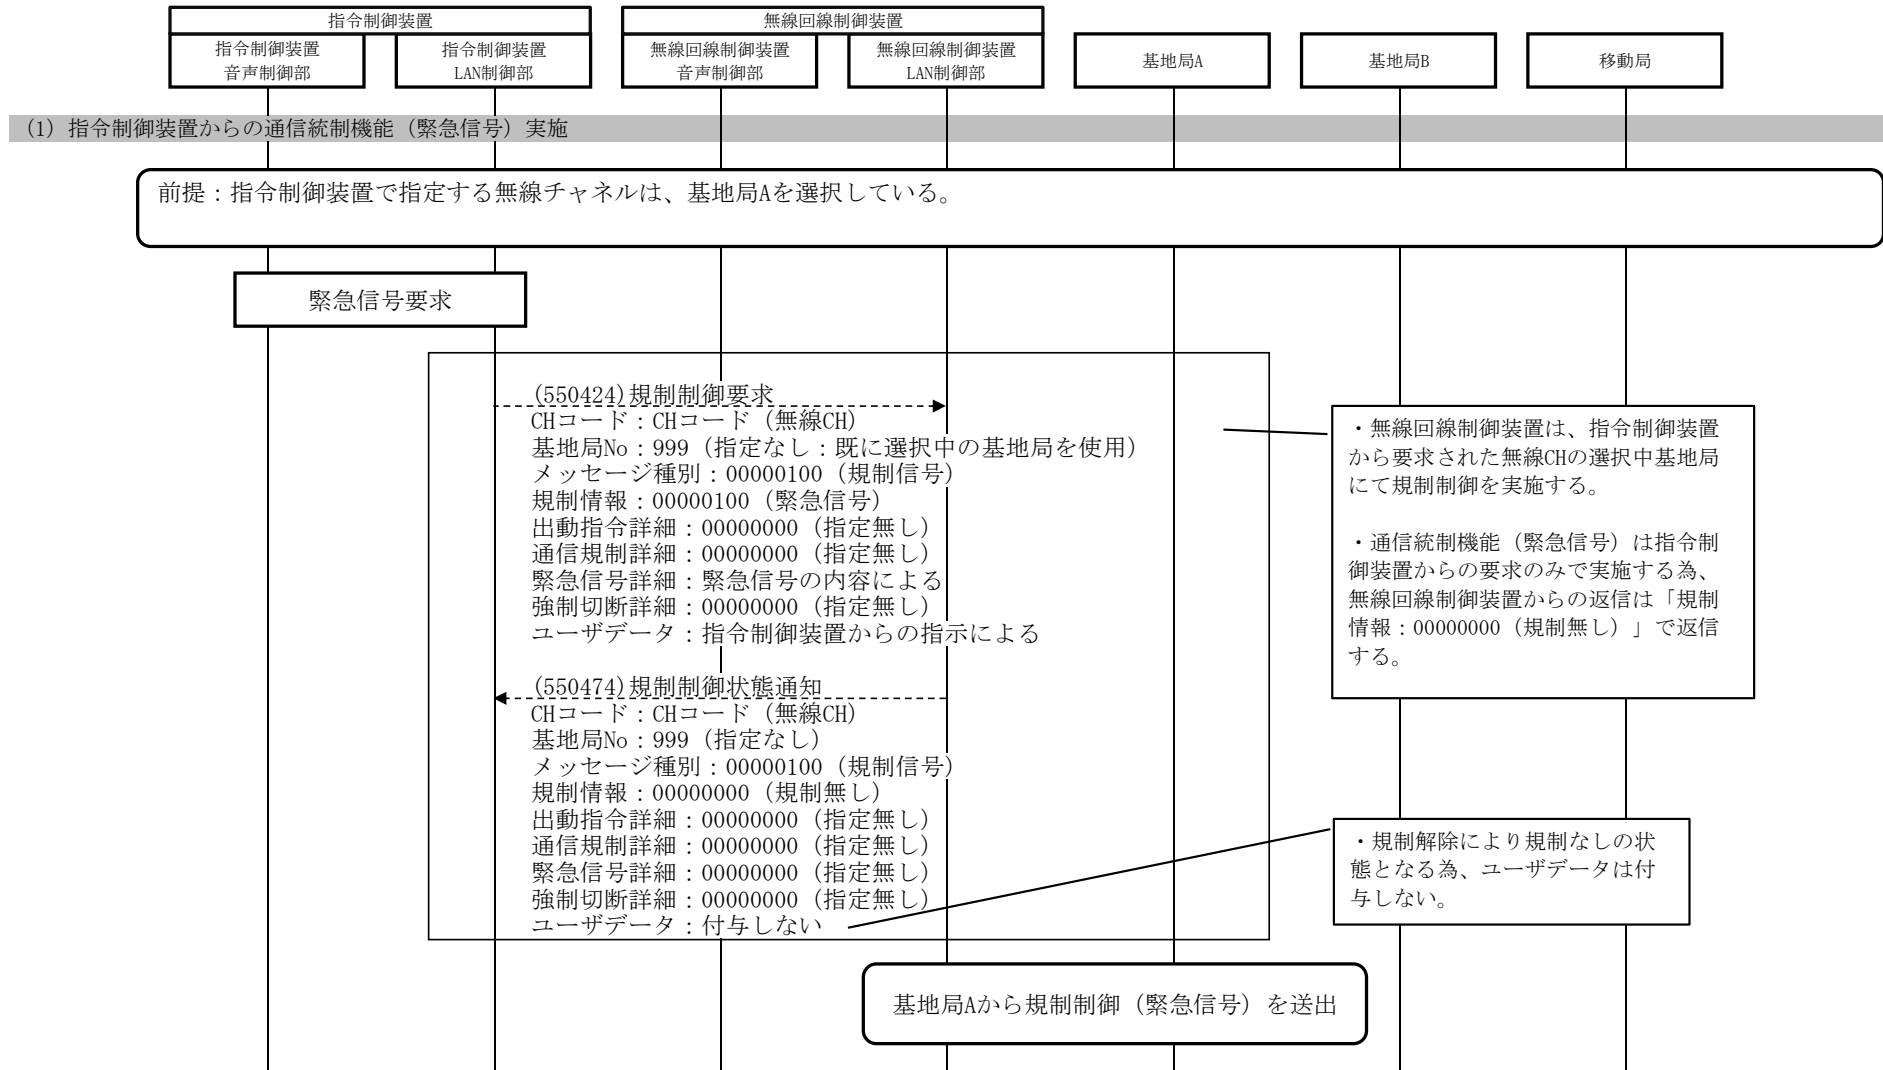 指令制御装置
無線回線制御装置
指令制御装置
音声制御部
指令制御装置
LAN制御部
無線回線制御装置
音声制御部
無線回線制御装置
LAN制御部
基地局A
基地局B
移動局
(1) 指令制御装置からの通信統制機能（緊急信号）実施
前提：指令制御装置で指定する無線チャネルは、基地局Aを選択している。
緊急信号要求
(550424)規制制御要求
CHコード：CHコード（無線CH）
基地局No：999（指定なし：既に選択中の基地局を使用）
メッセージ種別：00000100（規制信号）
規制情報：00000100（緊急信号）
出動指令詳細：00000000（指定無し）
通信規制詳細：00000000（指定無し）
緊急信号詳細：緊急信号の内容による
強制切断詳細：00000000（指定無し）
ユーザデータ：指令制御装置からの指示による
(550474)規制制御状態通知
CHコード：CHコード（無線CH）
基地局No：999（指定なし）
メッセージ種別：00000100（規制信号）
規制情報：00000000（規制無し）
出動指令詳細：00000000（指定無し）
通信規制詳細：00000000（指定無し）
緊急信号詳細：00000000（指定無し）
強制切断詳細：00000000（指定無し）
ユーザデータ：付与しない
・無線回線制御装置は、指令制御装置
から要求された無線CHの選択中基地局
にて規制制御を実施する。
・通信統制機能（緊急信号）は指令制
御装置からの要求のみで実施する為、
無線回線制御装置からの返信は「規制
情報：00000000（規制無し）」で返信
する。
・規制解除により規制なしの状
態となる為、ユーザデータは付
与しない。
基地局Aから規制制御（緊急信号）を送出